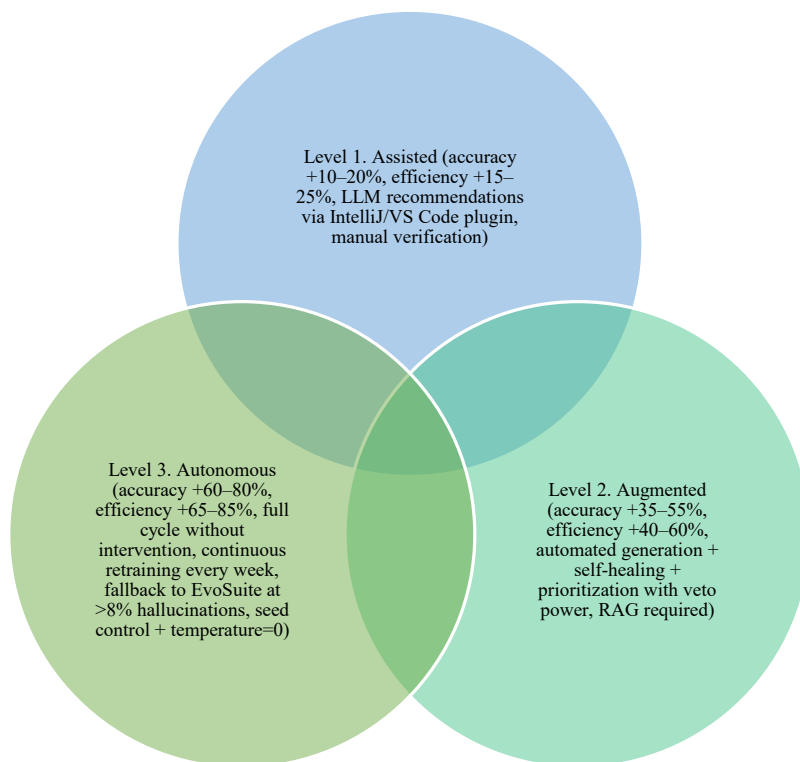 Level 1. Assisted (accuracy
+10–20%, efficiency +15–
25%, LLM recommendations
via IntelliJ/VS Code plugin,
manual verification)
Level 3. Autonomous
(accuracy +60–80%,
efficiency +65–85%, full
cycle without
intervention, continuous
retraining every week,
fallback to EvoSuite at
>8% hallucinations, seed
control + temperature=0)
Level 2. Augmented
(accuracy +35–55%,
efficiency +40–60%,
automated generation +
self-healing +
prioritization with veto
power, RAG required)